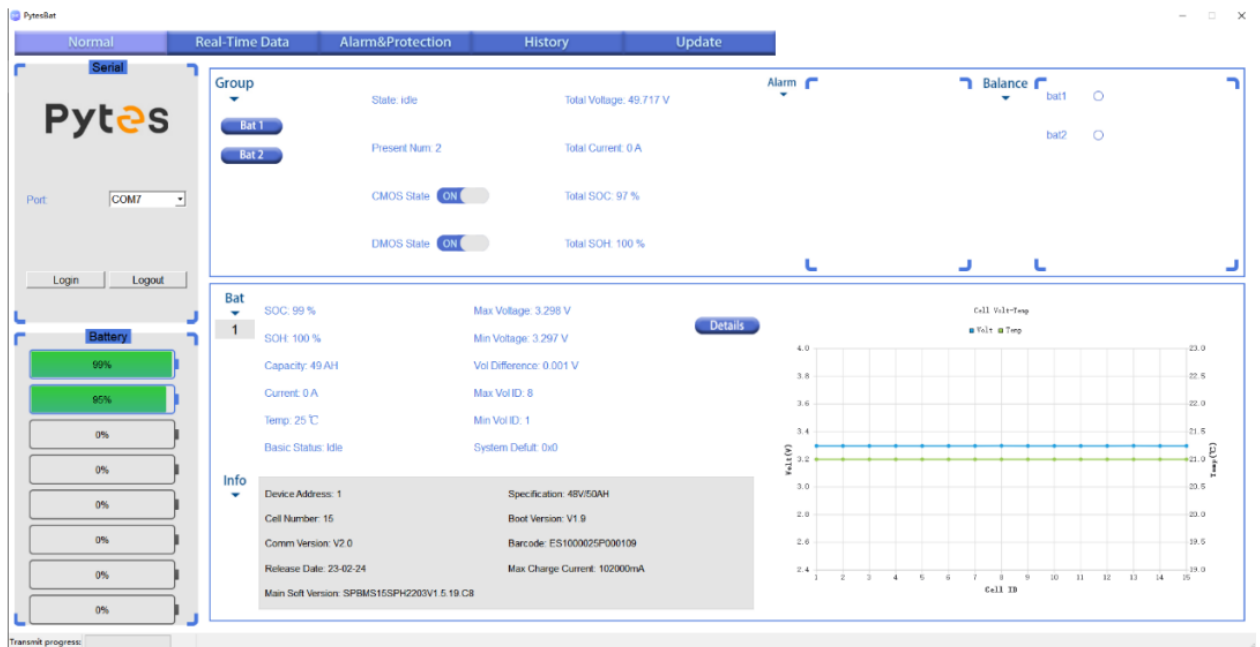 PytesBat
Normal Real-Time Data Alarm&Protection History Update
Serial
Pytes
Port: COM7
Login Logout
Battery
99%
95%
0%
0%
0%
0%
0%
0%
Group
Bat 1
Bat 2
State: idle
Present Num: 2
CMOS State ON
DMOS State ON
Total Voltage: 49.717 V
Total Current: 0 A
Total SOC: 97 %
Total SOH: 100 %
Alarm
Balance
bat1
bat2
Bat
1
SOC: 99 %
SOH: 100 %
Capacity: 49 AH
Current: 0 A
Temp: 25 ℃
Basic Status: Idle
Max Voltage: 3.298 V
Min Voltage: 3.297 V
Vol Difference: 0.001 V
Max Vol ID: 8
Min Vol ID: 1
System Defult: 0x0
Details
Info
Device Address: 1
Cell Number: 15
Comm Version: V2.0
Release Date: 23-02-24
Main Soft Version: SPBMS15SPH2203V1.5.19.C8
Specification: 48V/50AH
Boot Version: V1.9
Barcode: ES1000025P000109
Max Charge Current: 102000mA
Cell Volt-Temp
Volt Temp
Volt(V)
4.0
3.8
3.6
3.4
3.2
3.0
2.8
2.6
2.4
23.0
22.5
22.0
21.5
21.0
20.5
20.0
19.5
19.0
Temp(℃)
1 2 3 4 5 6 7 8 9 10 11 12 13 14 15
Cell ID
Transmit progress: